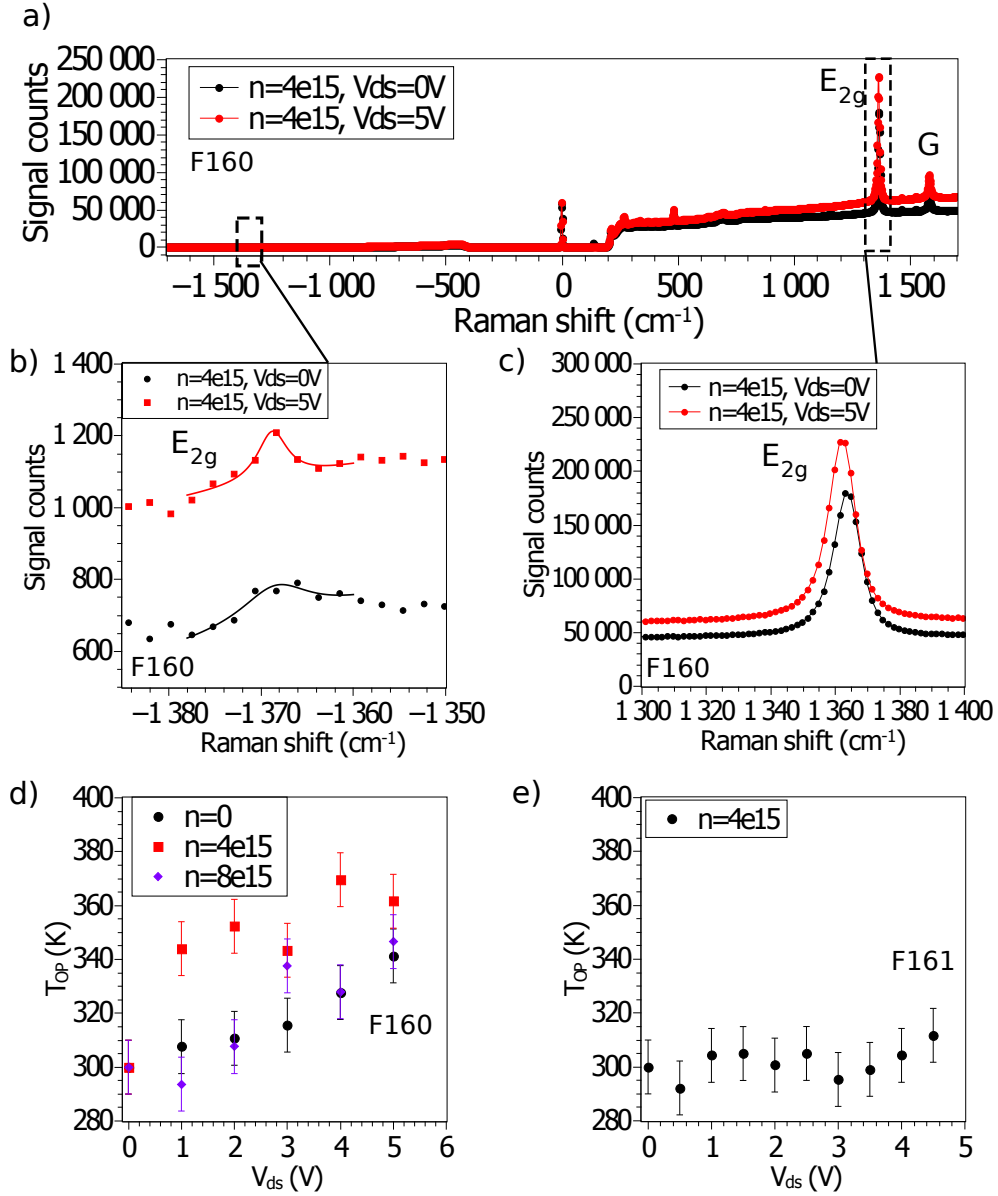 a)
250 000
200 000
150 000
100 000
50 000
0
Signal counts
n=4e15, Vds=0V
n=4e15, Vds=5V
F160
E2g
G
−1 500 −1 000 −500 0 500 1 000 1 500
Raman shift (cm-1)
b)
1 400
1 200
1 000
800
600
Signal counts
n=4e15, Vds=0V
n=4e15, Vds=5V
E2g
F160
−1 380 −1 370 −1 360 −1 350
Raman shift (cm-1)
c)
300 000
250 000
200 000
150 000
100 000
50 000
0
Signal counts
n=4e15, Vds=0V
n=4e15, Vds=5V
E2g
F160
1 300 1 320 1 340 1 360 1 380 1 400
Raman shift (cm-1)
d)
400
380
360
340
320
300
280
TOP (K)
n=0
n=4e15
n=8e15
F160
0 1 2 3 4 5 6
Vds (V)
e)
400
380
360
340
320
300
280
TOP (K)
n=4e15
F161
0 1 2 3 4 5
Vds (V)